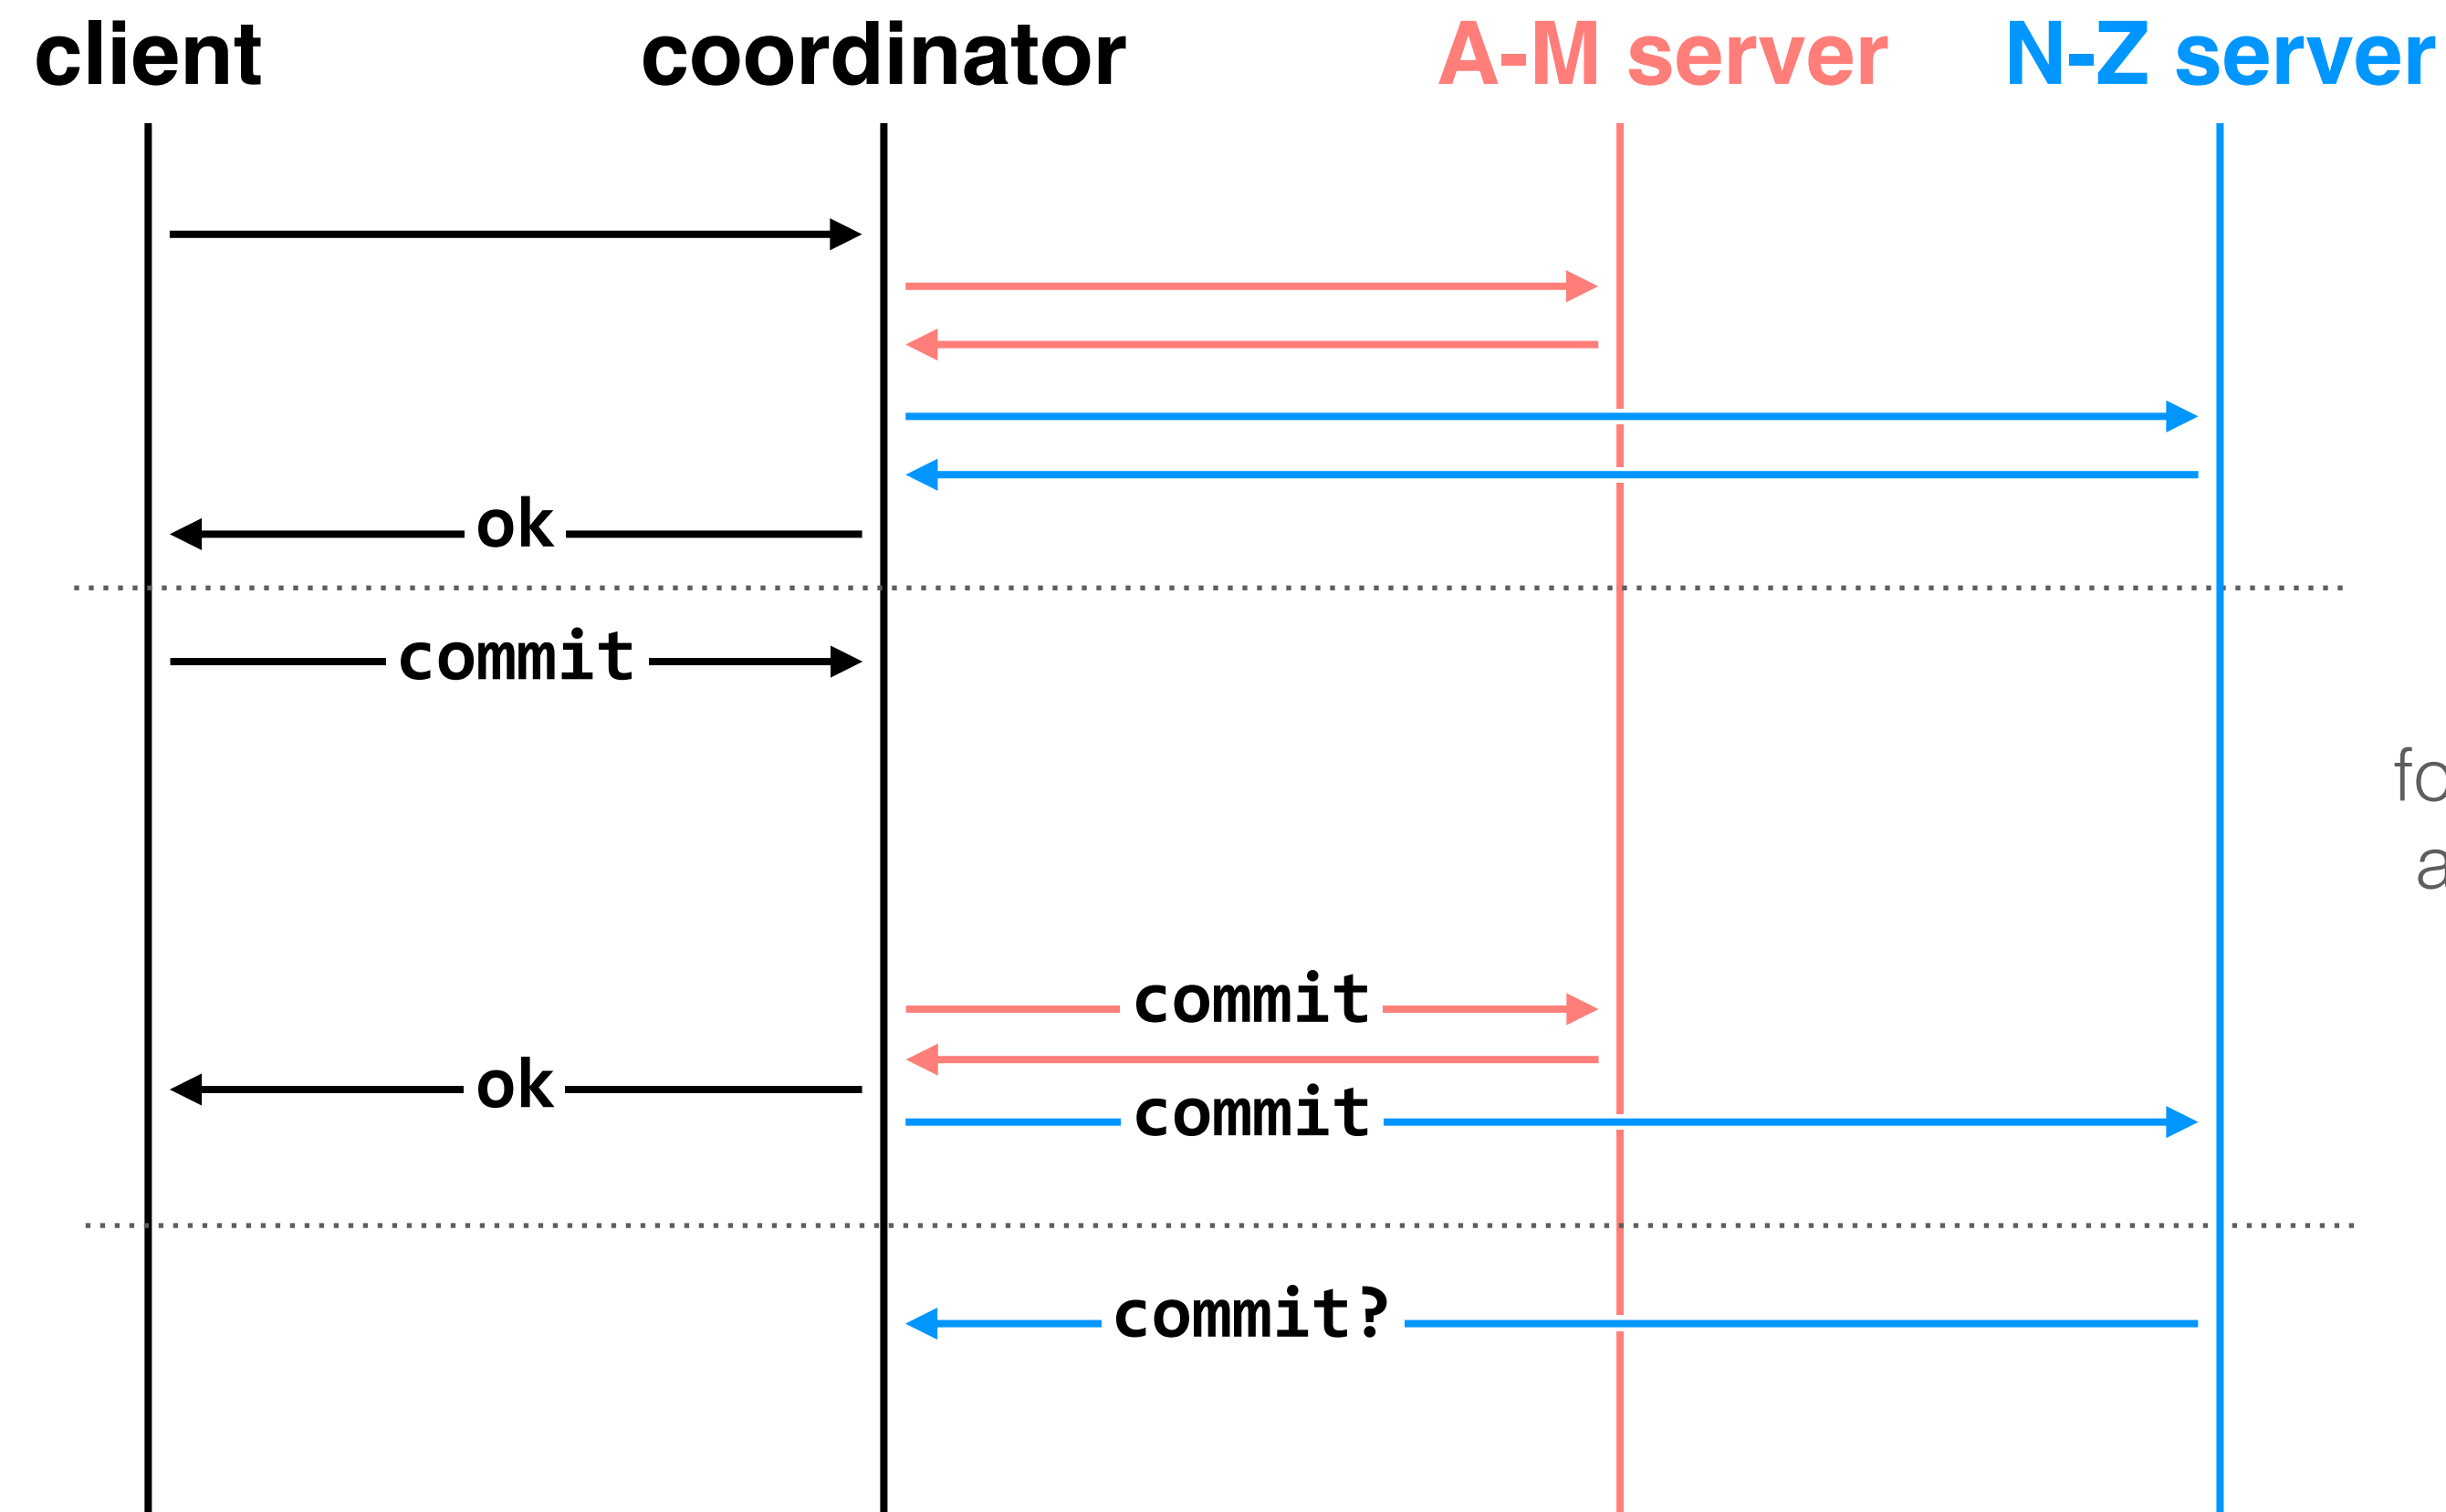 client coordinator A-M server N-Z server
ok
commit
commit
ok
commit
commit?